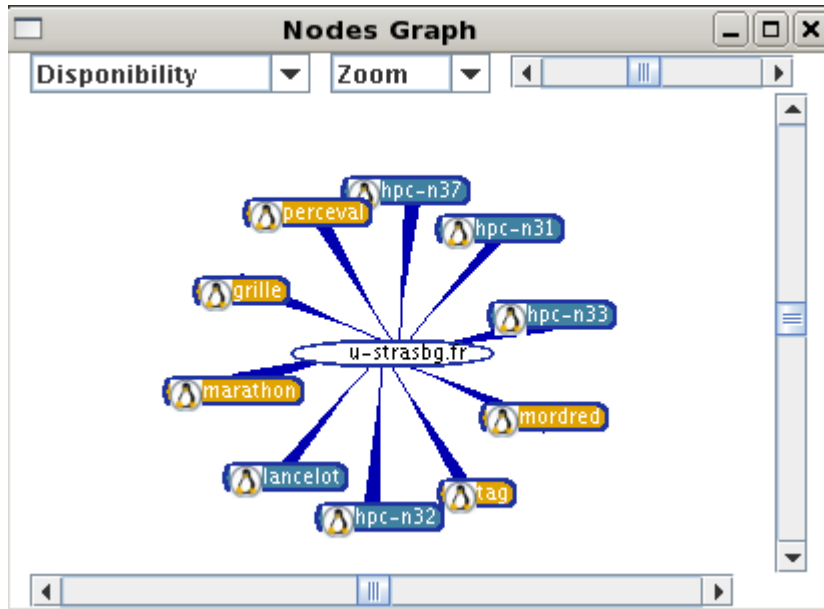 Nodes Graph
Disponibility
Zoom
hpc-n37
perceval
hpc-n31
grille
hpc-n33
u-strasbg.fr
marathon
mordred
lancelot
tag
hpc-n32